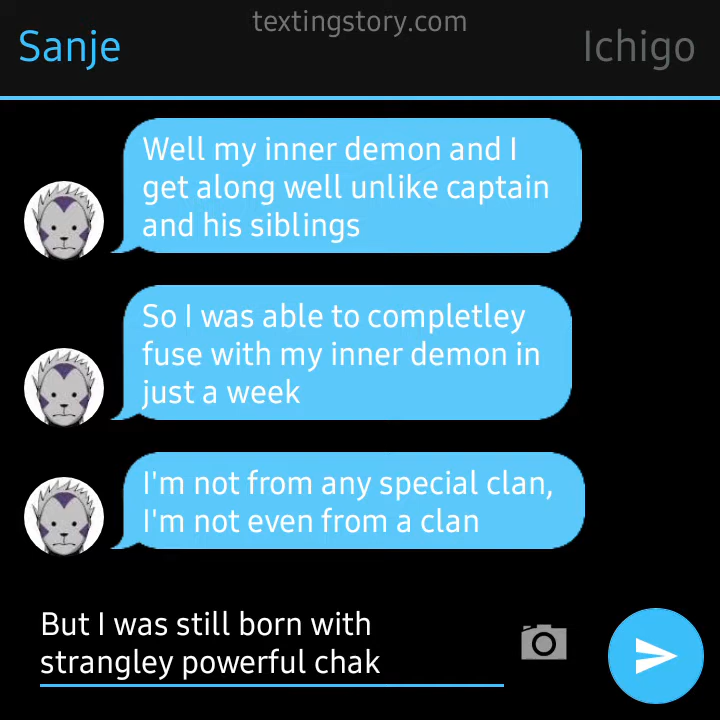 textingstory.com
Sanje
Ichigo
Well my inner demon and I
get along well unlike captain
and his siblings
So I was able to completley
fuse with my inner demon in
just a week
I'm not from any special clan,
I'm not even from a clan
But I was still born with
strangley powerful chak